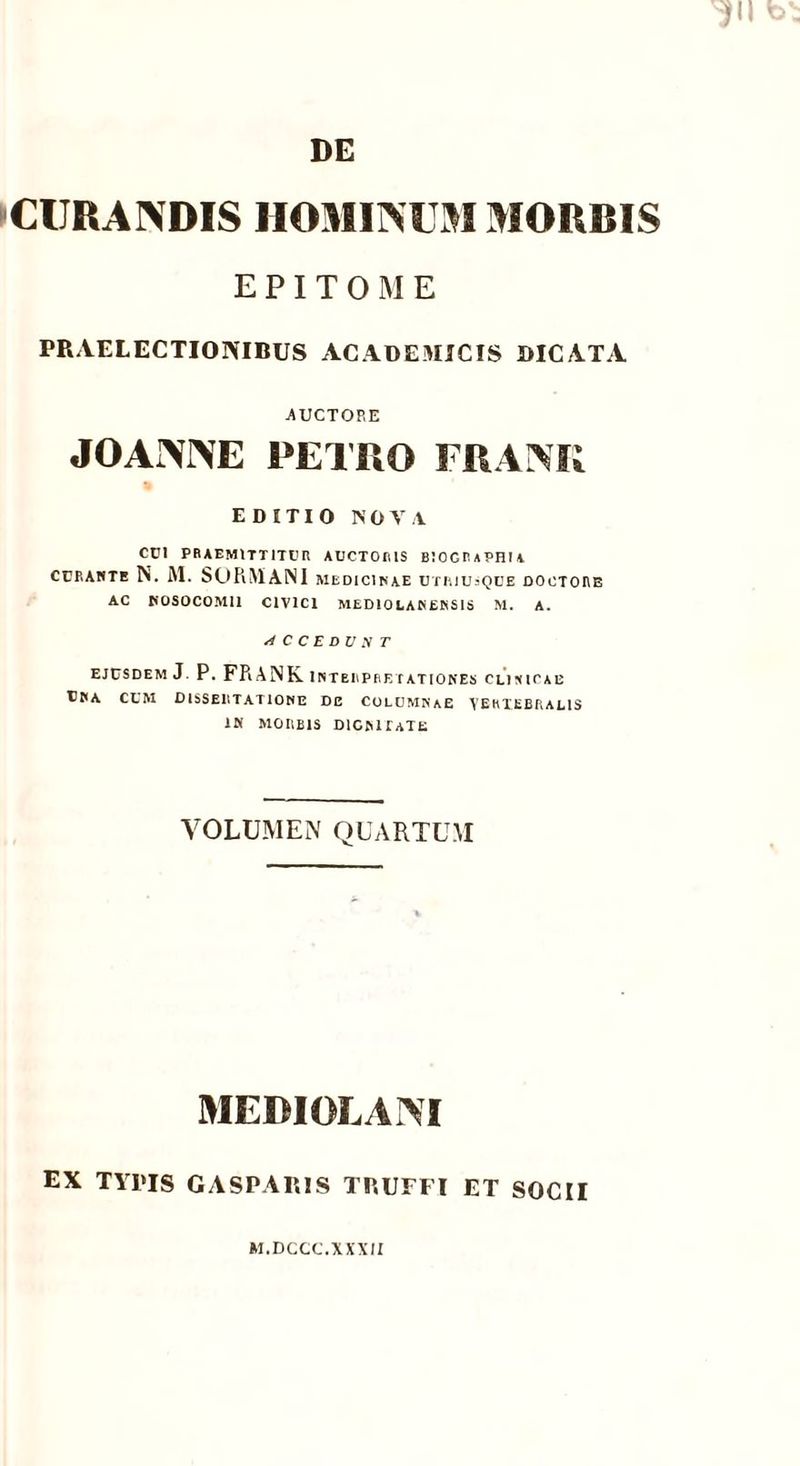 DE
CURANDIS HOMINUM MORBIS
EPITOME
PRAELECTIONIBUS ACADEMICIS DICATA
AUCTORE
JOANNE PETRO FRANK
EDITIO NOVA
CUI PRAEMITTITUR AUCTORIS BIOGRAPHIA
CURANTE N. M. SORMANI MEDICINAE UTRIUSQUE DOCTORE
AC NOSOCOMII CIVICI MEDIOLANENSIS M. A.
ACCEDUNT
EJUSDEM J. P. FRANK INTERPRETATIONES CLINICAE
UNA CUM DISSERTATIONE DE COLUMNAE VERTEBRALIS
IN MORBIS DIGNITATE
VOLUMEN QUARTUM
MEDIOLANI
EX TYPIS GASPARIS TRUFFI ET SOCII
M.DCCC.XXXII